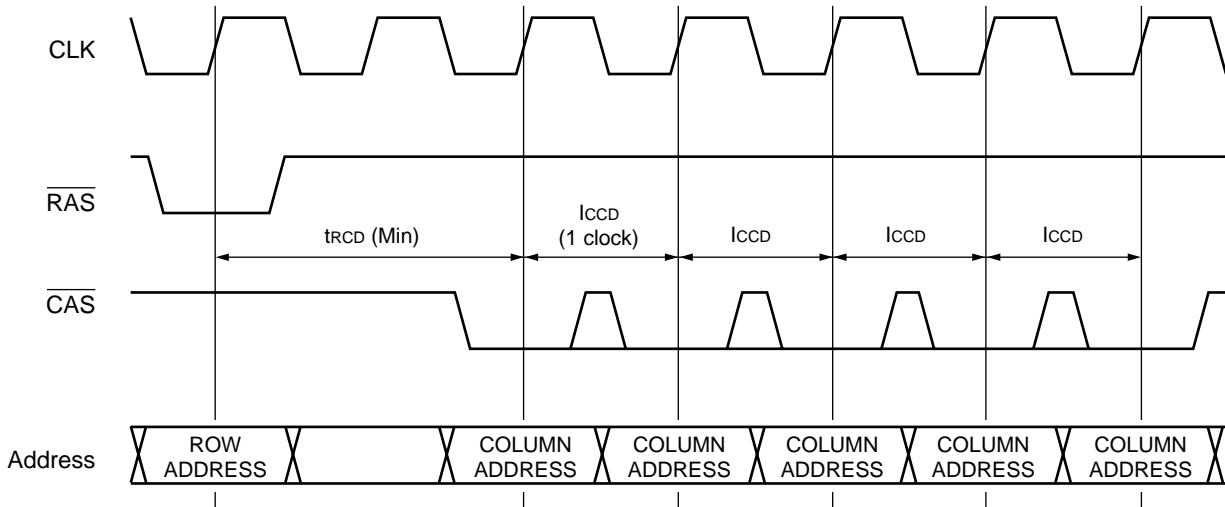 CLK
RAS
tRCD (Min)
ICCD
(1 clock)
ICCD
ICCD
ICCD
CAS
Address
ROW
ADDRESS
COLUMN
ADDRESS
COLUMN
ADDRESS
COLUMN
ADDRESS
COLUMN
ADDRESS
COLUMN
ADDRESS